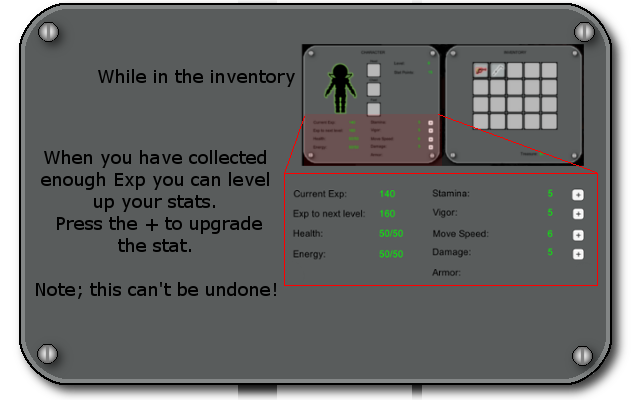 While in the inventory
When you have collected
enough Exp you can level
up your stats.
Press the + to upgrade
the stat.
Note; this can't be undone!
Current Exp: 140 Stamina: 5 +
Exp to next level: 160 Vigor: 5 +
Health: 50/50 Move Speed: 6 +
Energy: 50/50 Damage: 5 +
Armor: